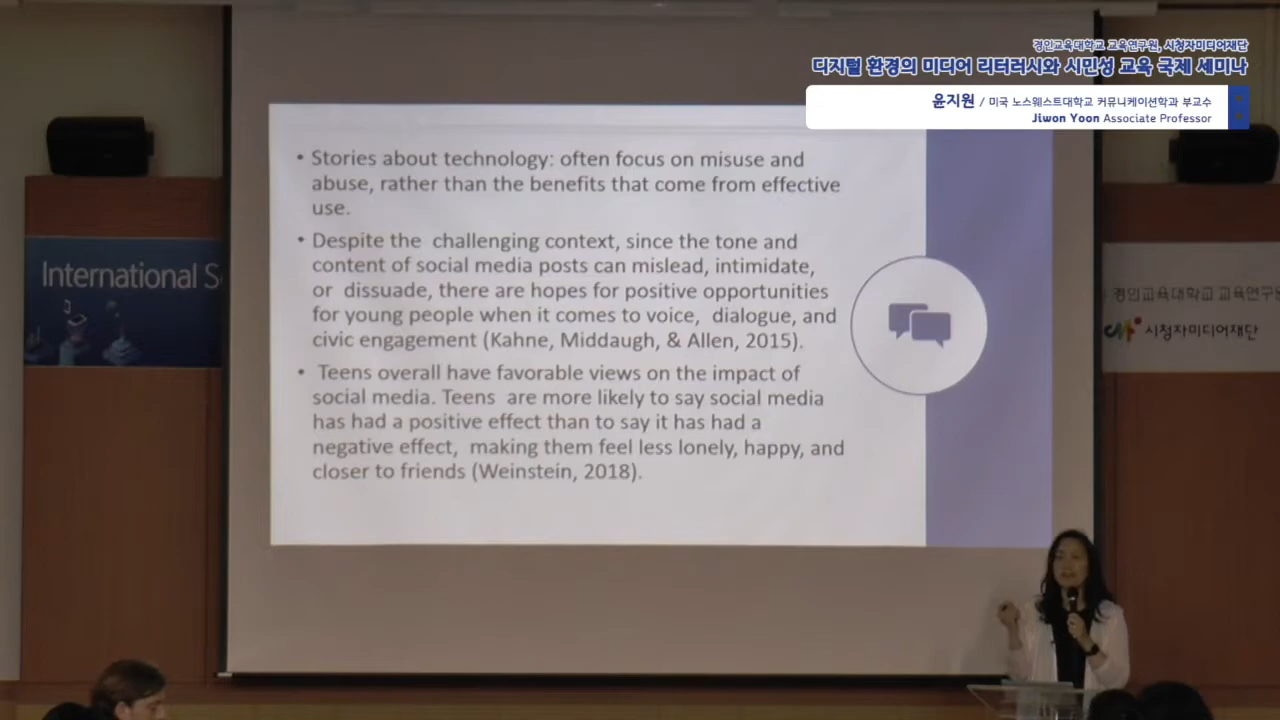 경인교육대학교 교육연구원, 시청자미디어재단
디지털 환경의 미디어 리터러시와 시민성 교육 국제 세미나
윤지원 / 미국 노스웨스트대학교 커뮤니케이션학과 부교수
Jiwon Yoon Associate Professor
• Stories about technology: often focus on misuse and
abuse, rather than the benefits that come from effective
use.
• Despite the challenging context, since the tone and
content of social media posts can mislead, intimidate,
or dissuade, there are hopes for positive opportunities
for young people when it comes to voice, dialogue, and
civic engagement (Kahne, Middaugh, & Allen, 2015).
• Teens overall have favorable views on the impact of
social media. Teens are more likely to say social media
has had a positive effect than to say it has had a
negative effect, making them feel less lonely, happy, and
closer to friends (Weinstein, 2018).
International S
경인교육대학교 교육연구
시청자미디어재단